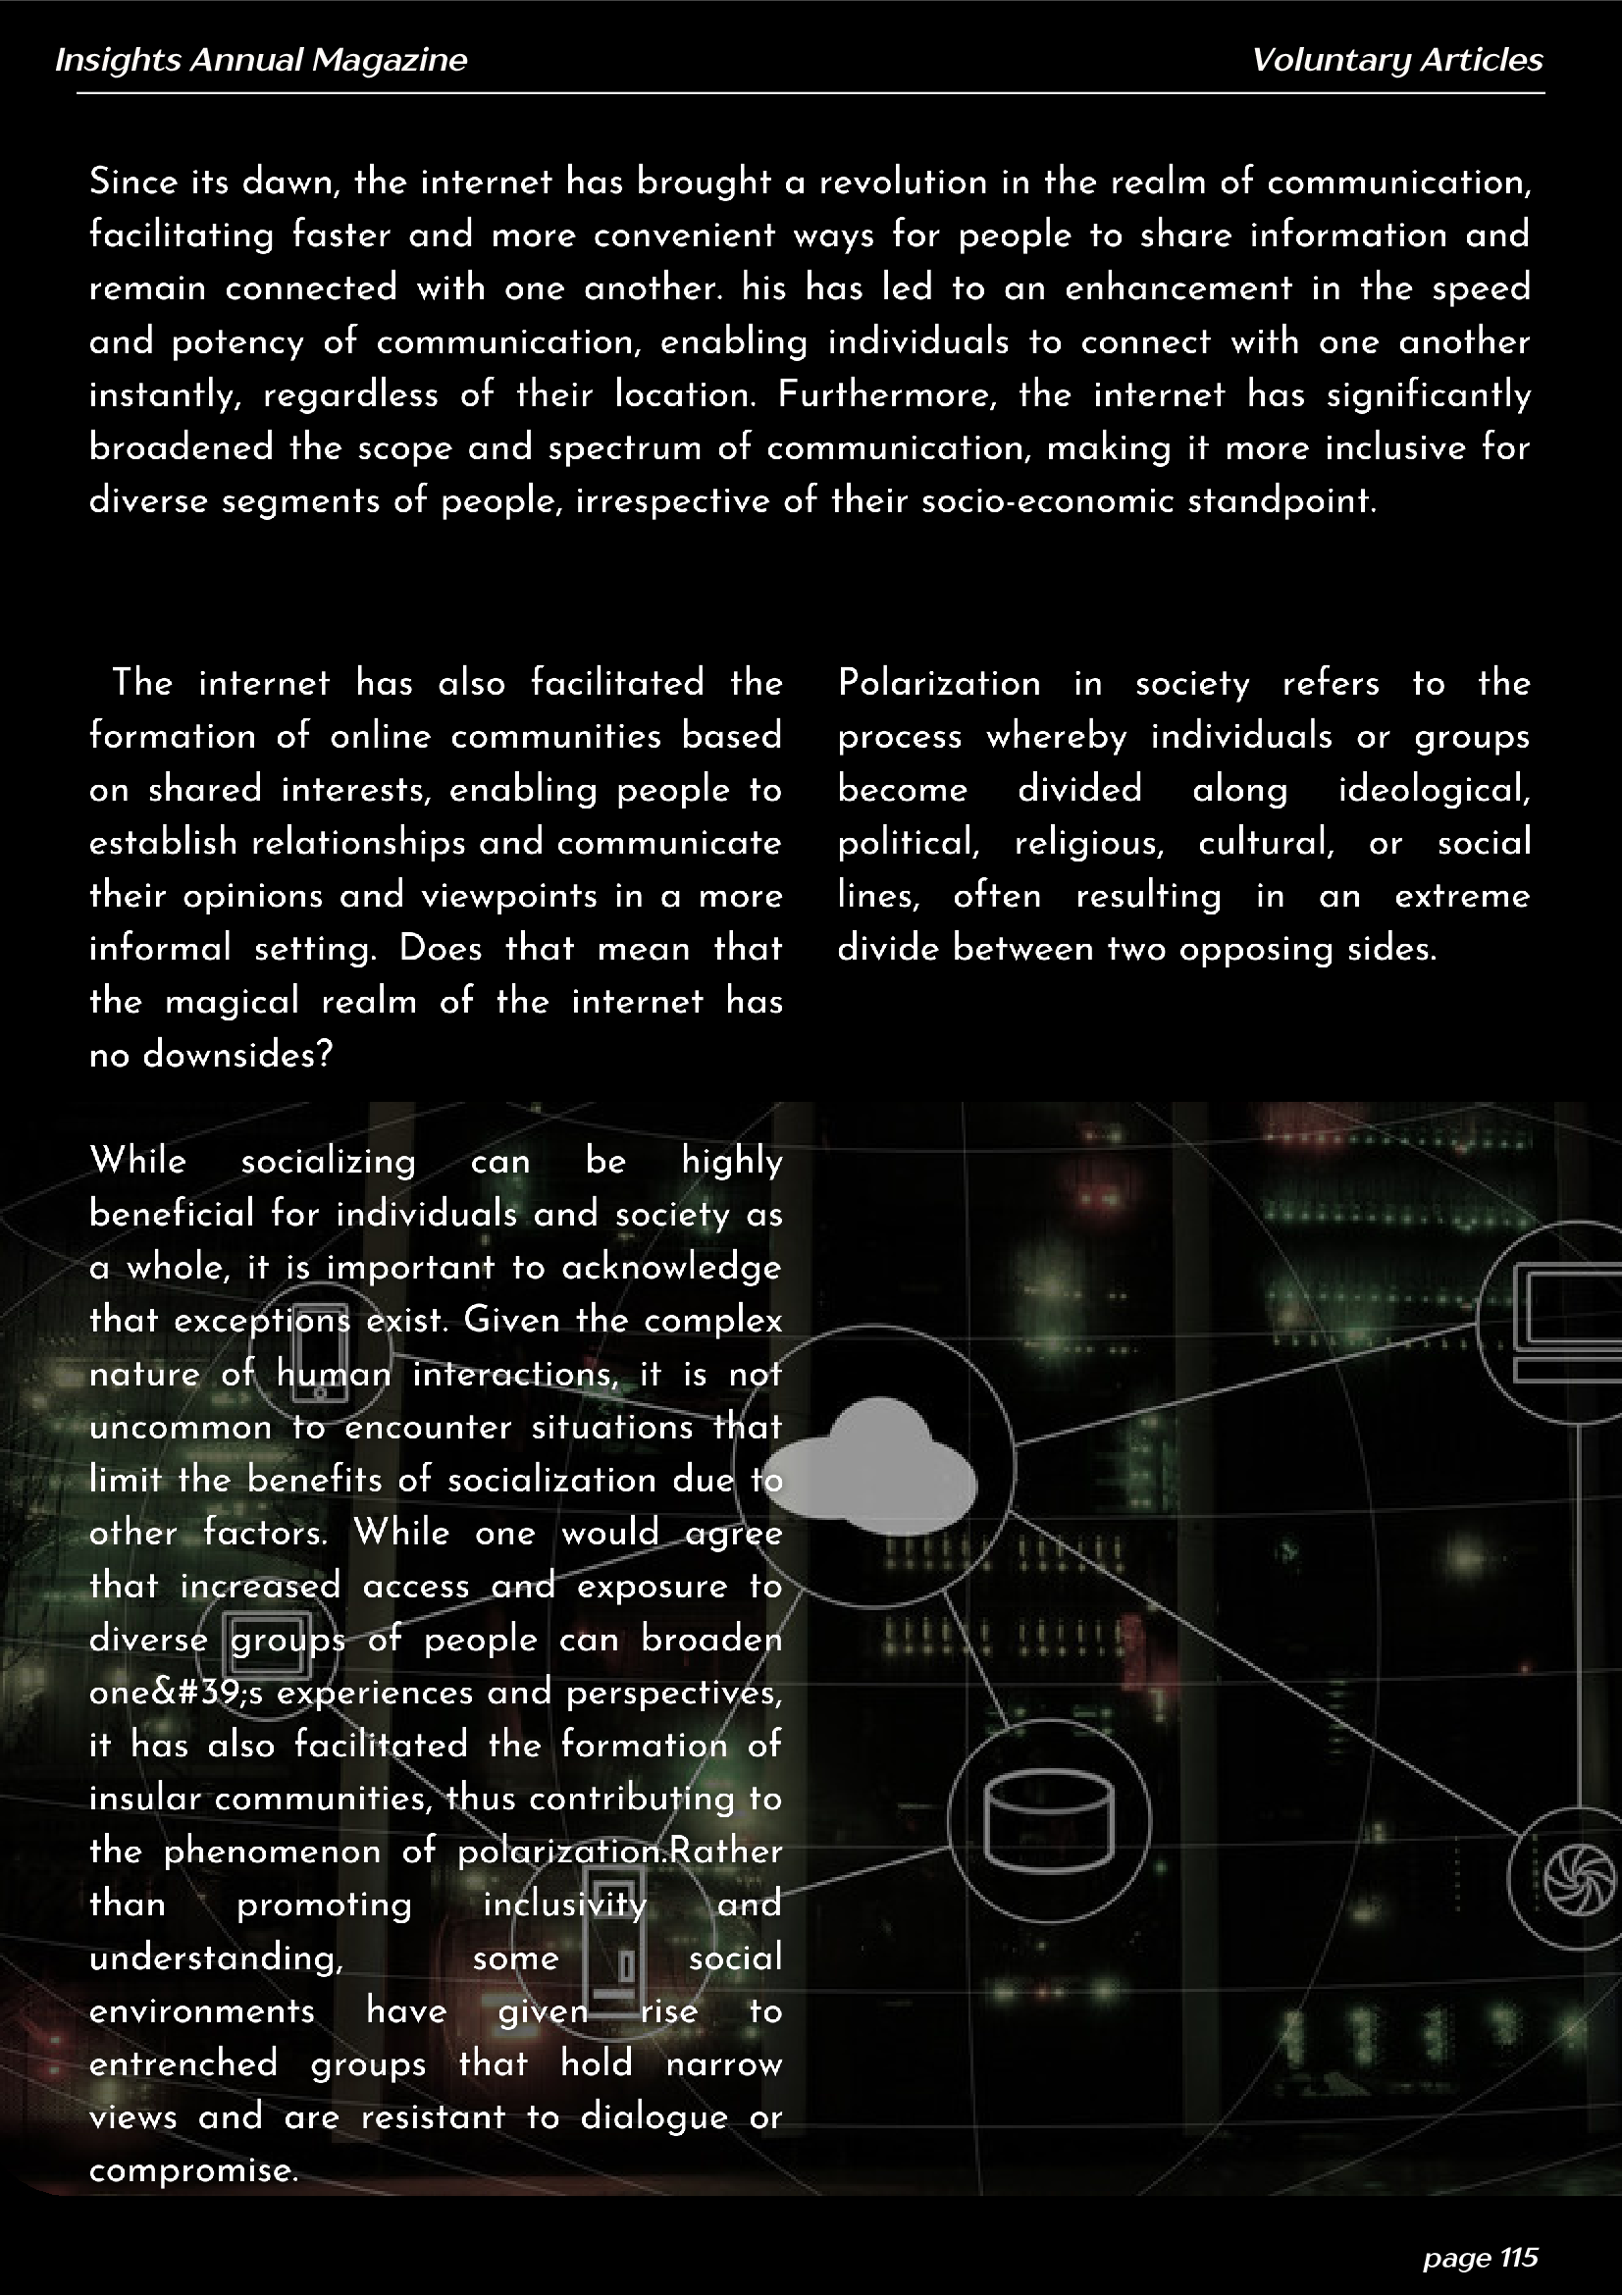 Insights Annual Magazine
Voluntary Articles
Since its dawn, the internet has brought a revolution in the realm of communication,
facilitating faster and more convenient ways for people to share information and
remain connected with one another. his has led to an enhancement in the speed
and potency of communication, enabling individuals to connect with one another
instantly, regardless of their location. Furthermore, the internet has significantly
broadened the scope and spectrum of communication, making it more inclusive for
diverse segments of people, irrespective of their socio-economic standpoint.
The internet has also facilitated the
formation of online communities based
on shared interests, enabling people to
establish relationships and communicate
their opinions and viewpoints in a more
informal setting. Does that mean that
the magical realm of the internet has
no downsides?
While socializing can be highly
beneficial for individuals and society as
a whole, it is important to acknowledge
that exceptions exist. Given the complex
nature of human interactions, it is not
uncommon to encounter situations that
limit the benefits of socialization due to
other factors. While one would agree
that increased access and exposure to
diverse groups of people can broaden
one&#39;s experiences and perspectives,
it has also facilitated the formation of
insular communities, thus contributing to
the phenomenon of polarization.Rather
than promoting inclusivity and
understanding, some social
environments have given rise to
entrenched groups that hold narrow
views and are resistant to dialogue or
compromise.
Polarization in society refers to the
process whereby individuals or groups
become divided along ideological,
political, religious, cultural, or social
lines, often resulting in an extreme
divide between two opposing sides.
page 115